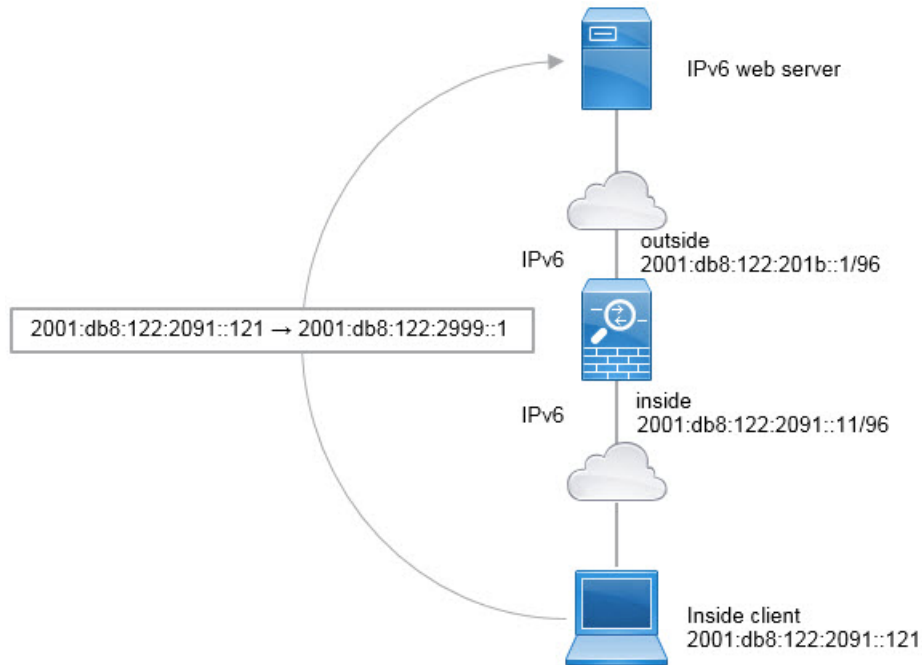 IPv6 web server
outside
IPv6
2001:db8:122:201b::1/96
2001:db8:122:2091::121 → 2001:db8:122:2999::1
inside
IPv6
2001:db8:122:2091::11/96
Inside client
2001:db8:122:2091::121